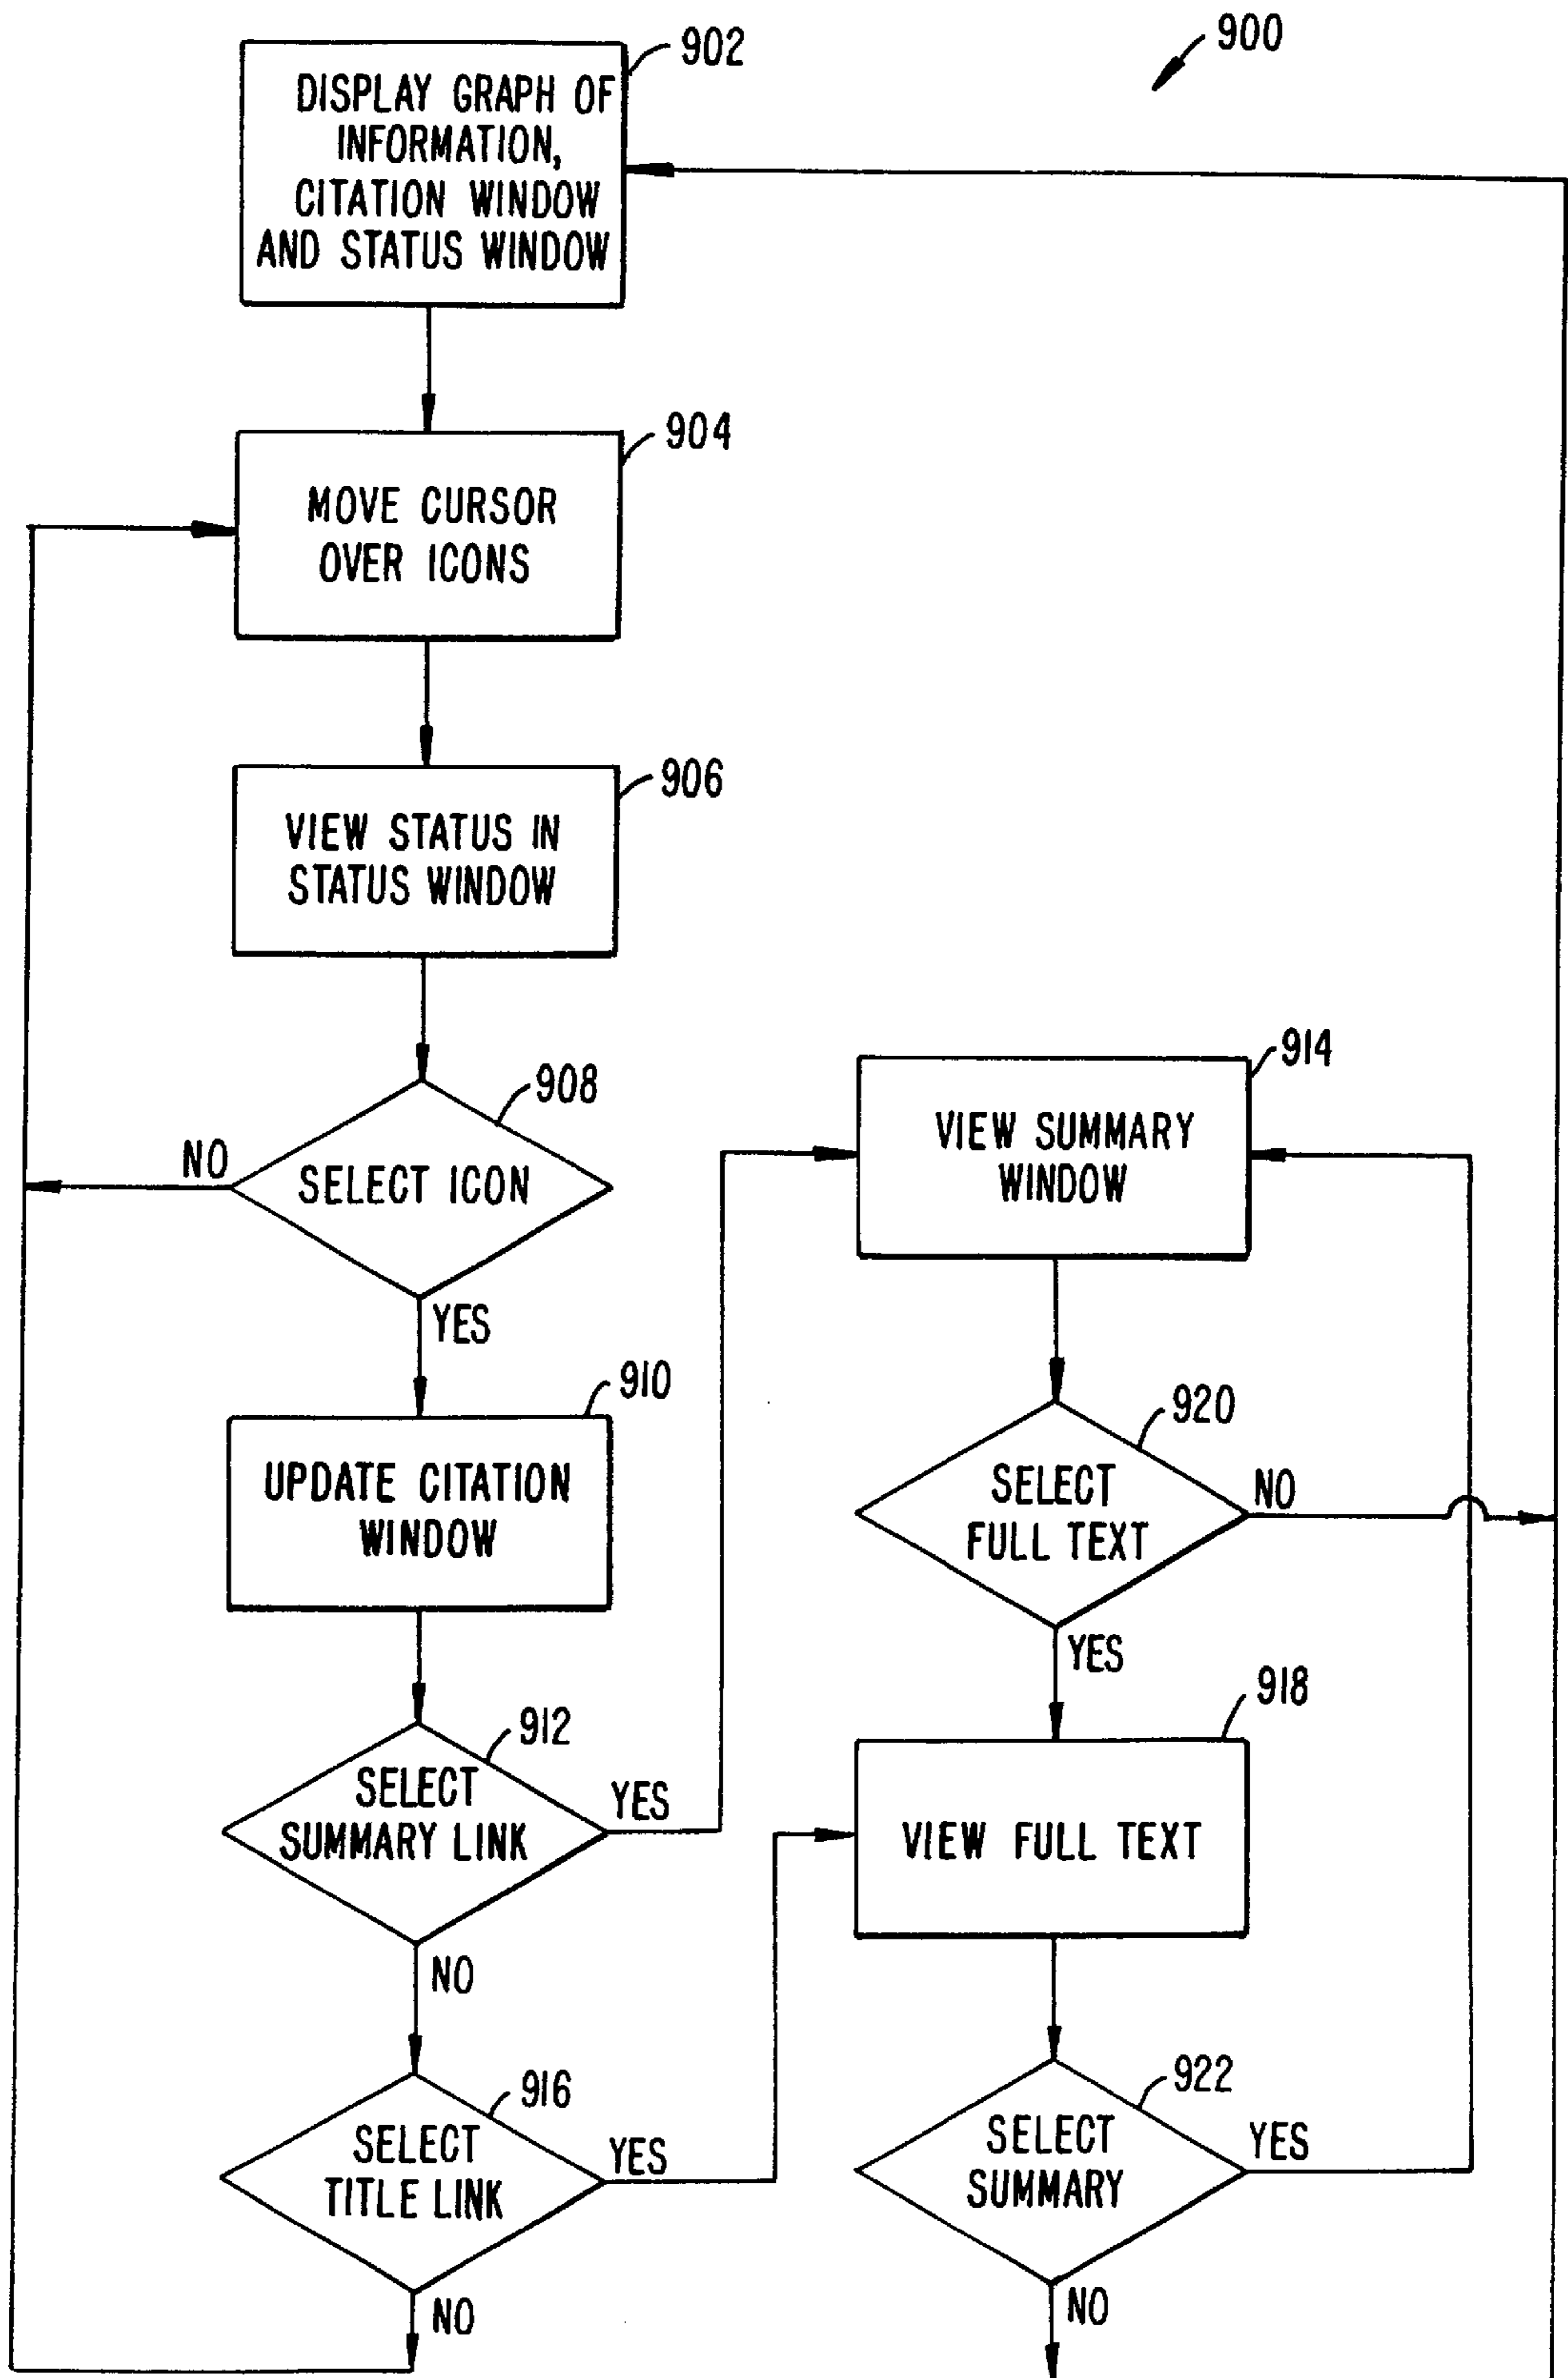 900
902
DISPLAY GRAPH OF
INFORMATION,
CITATION WINDOW
AND STATUS WINDOW
904
MOVE CURSOR
OVER ICONS
906
VIEW STATUS IN
STATUS WINDOW
908
SELECT ICON
NO
YES
910
UPDATE CITATION
WINDOW
912
SELECT
SUMMARY LINK
YES
NO
916
SELECT
TITLE LINK
YES
NO
914
VIEW SUMMARY
WINDOW
920
SELECT
FULL TEXT
NO
YES
918
VIEW FULL TEXT
922
SELECT
SUMMARY
YES
NO